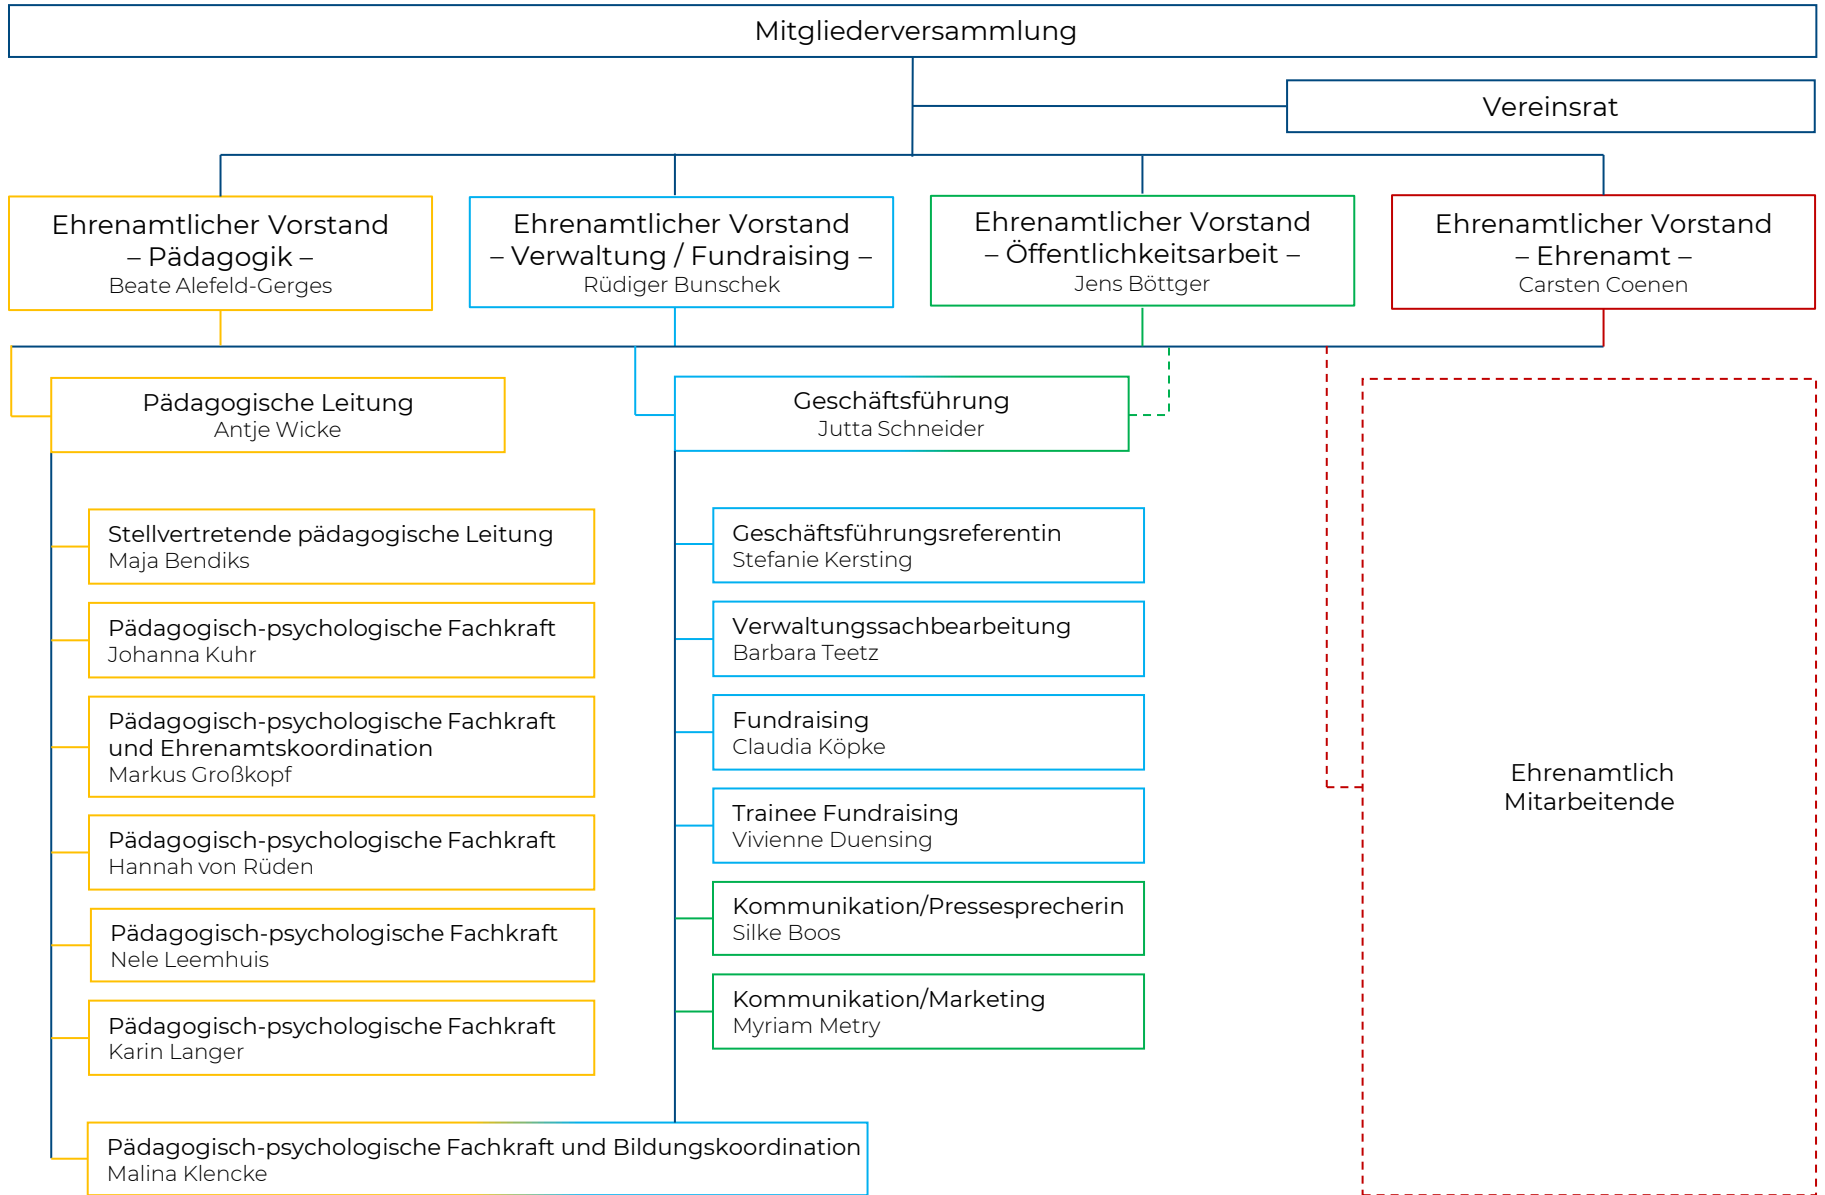 Mitgliederversammlung
Vereinsrat
Ehrenamtlicher Vorstand
– Pädagogik –
Beate Alefeld-Gerges
Ehrenamtlicher Vorstand
– Verwaltung / Fundraising –
Rüdiger Bunschek
Ehrenamtlicher Vorstand
– Öffentlichkeitsarbeit –
Jens Böttger
Ehrenamtlicher Vorstand
– Ehrenamt –
Carsten Coenen
Pädagogische Leitung
Antje Wicke
Stellvertretende pädagogische Leitung
Maja Bendiks
Pädagogisch-psychologische Fachkraft
Johanna Kuhr
Pädagogisch-psychologische Fachkraft
und Ehrenamtskoordination
Markus Großkopf
Pädagogisch-psychologische Fachkraft
Hannah von Rüden
Pädagogisch-psychologische Fachkraft
Nele Leemhuis
Pädagogisch-psychologische Fachkraft
Karin Langer
Pädagogisch-psychologische Fachkraft und Bildungskoordination
Malina Klencke
Geschäftsführung
Jutta Schneider
Geschäftsführungsreferentin
Stefanie Kersting
Verwaltungssachbearbeitung
Barbara Teetz
Fundraising
Claudia Köpke
Trainee Fundraising
Vivienne Duensing
Kommunikation/Pressesprecherin
Silke Boos
Kommunikation/Marketing
Myriam Metry
Ehrenamtlich
Mitarbeitende